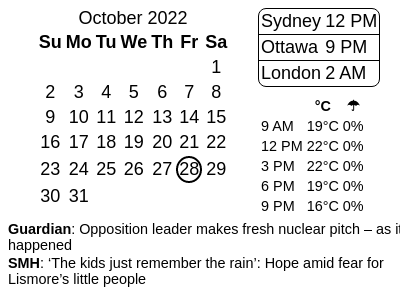 October 2022
Su Mo Tu We Th Fr Sa
1
2 3 4 5 6 7 8
9 10 11 12 13 14 15
16 17 18 19 20 21 22
23 24 25 26 27 28 29
30 31
Sydney 12 PM
Ottawa 9 PM
London 2 AM
°C ☂
9 AM 19°C 0%
12 PM 22°C 0%
3 PM 22°C 0%
6 PM 19°C 0%
9 PM 16°C 0%
Guardian: Opposition leader makes fresh nuclear pitch – as it
happened
SMH: ‘The kids just remember the rain’: Hope amid fear for
Lismore’s little people